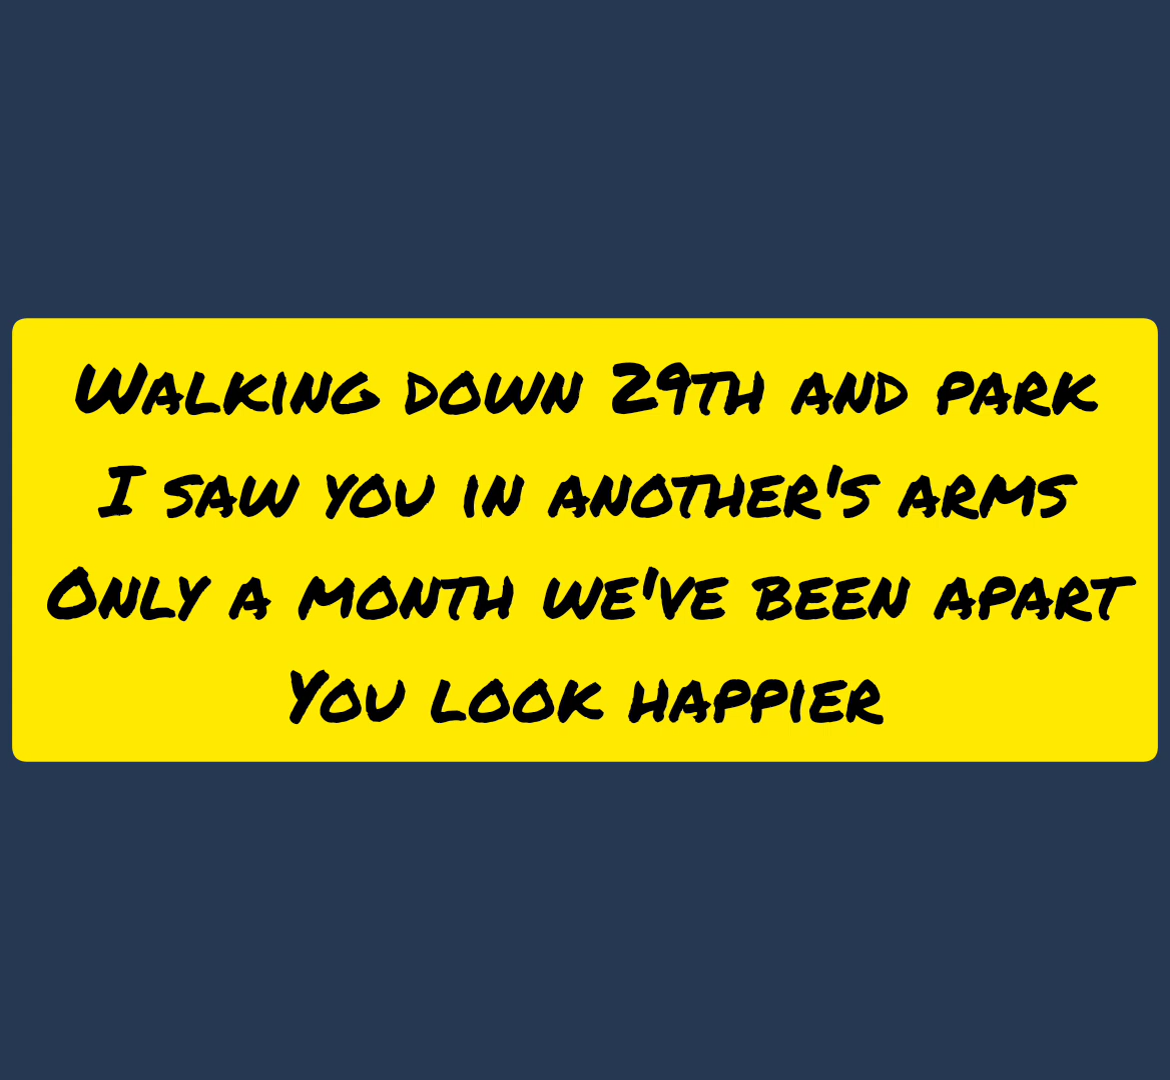 Walking down 29th and park
I saw you in another's arms
Only a month we've been apart
You look happier